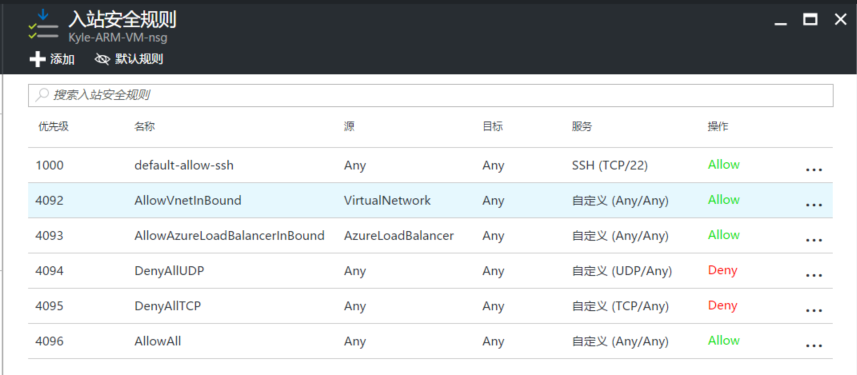 入站安全规则
Kyle-ARM-VM-nsg
添加 默认规则
搜索入站安全规则
优先级 名称 源 目标 服务 操作
1000 default-allow-ssh Any Any SSH (TCP/22) Allow ...
4092 AllowVnetInBound VirtualNetwork Any 自定义 (Any/Any) Allow ...
4093 AllowAzureLoadBalancerInBound AzureLoadBalancer Any 自定义 (Any/Any) Allow ...
4094 DenyAllUDP Any Any 自定义 (UDP/Any) Deny ...
4095 DenyAllTCP Any Any 自定义 (TCP/Any) Deny ...
4096 AllowAll Any Any 自定义 (Any/Any) Allow ...